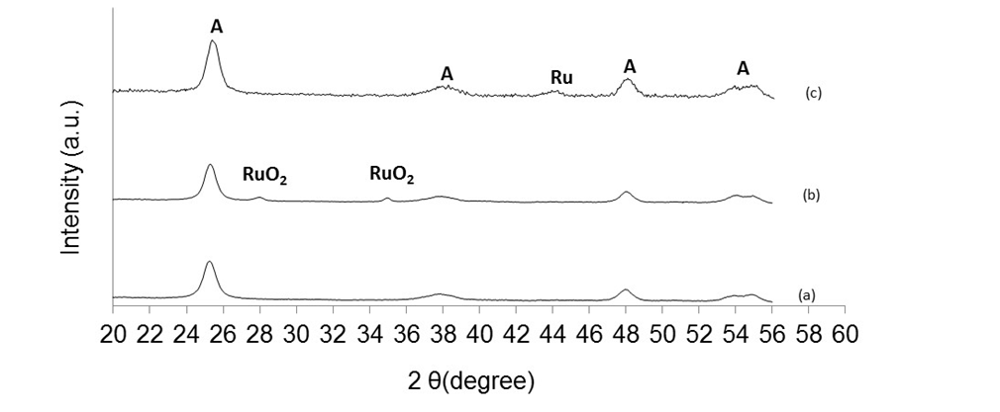 A
A
Ru
A
A
(c)
RuO₂
RuO₂
(b)
(a)
Intensity (a.u.)
20 22 24 26 28 30 32 34 36 38 40 42 44 46 48 50 52 54 56 58 60
2 θ(degree)